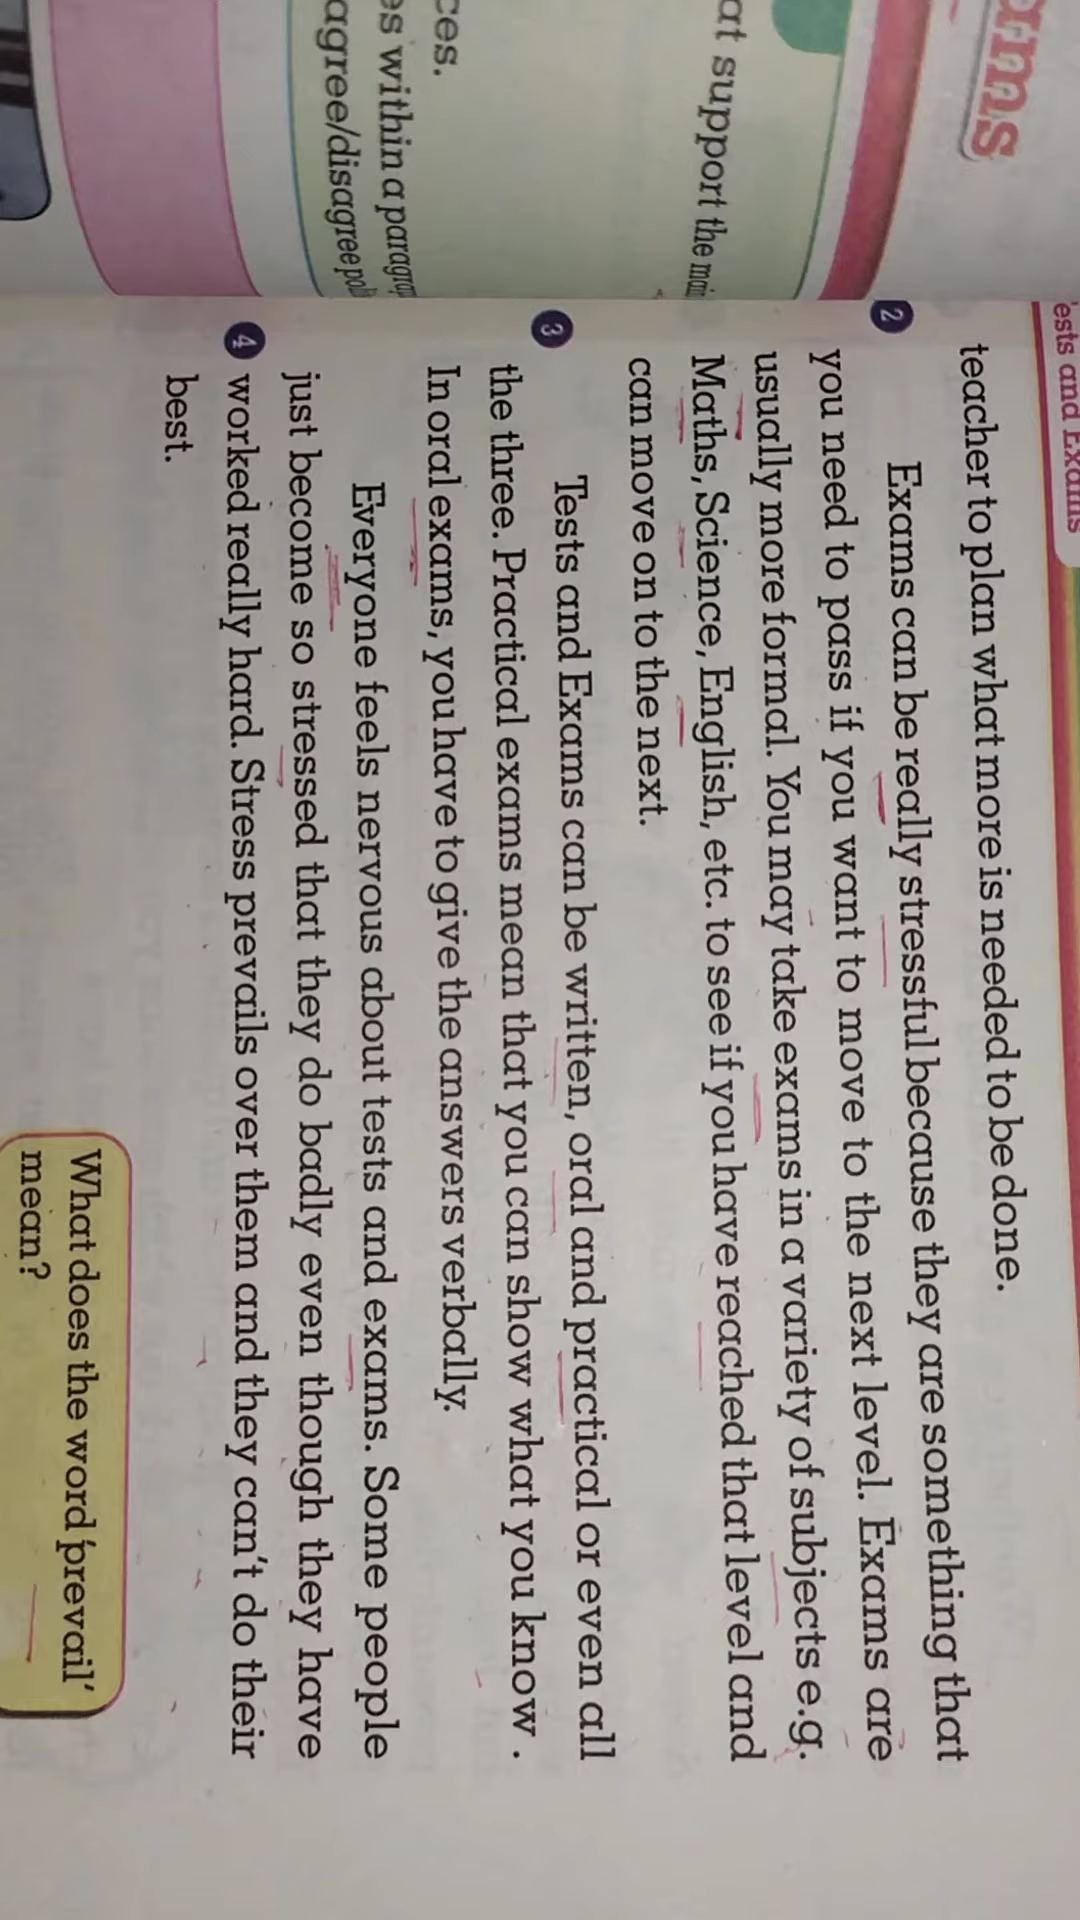 ests and Exams
teacher to plan what more is needed to be done.
2 Exams can be really stressful because they are something that
you need to pass if you want to move to the next level. Exams are
usually more formal. You may take exams in a variety of subjects e.g.
Maths, Science, English, etc. to see if you have reached that level and
can move on to the next.
3 Tests and Exams can be written, oral and practical or even all
the three. Practical exams mean that you can show what you know .
In oral exams, you have to give the answers verbally.
Everyone feels nervous about tests and exams. Some people
just become so stressed that they do badly even though they have
4 worked really hard. Stress prevails over them and they can't do their
best.
What does the word 'prevail'
mean?
rms
at support the
ces.
es within a
agree/disagree